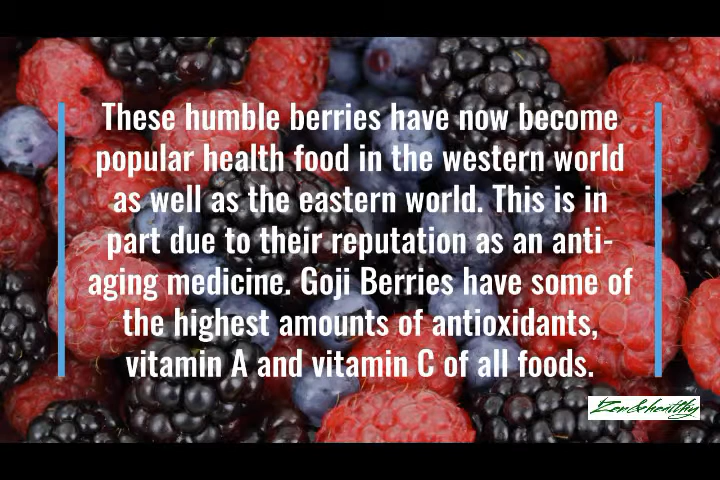 These humble berries have now become
popular health food in the western world
as well as the eastern world. This is in
part due to their reputation as an anti-
aging medicine. Goji Berries have some of
the highest amounts of antioxidants,
vitamin A and vitamin C of all foods.
Zen&healthy